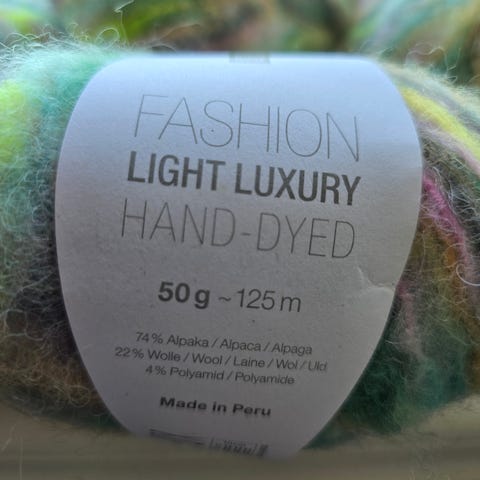 FASHION
LIGHT LUXURY
HAND-DYED
50 g ~ 125 m
74% Alpaka / Alpaca / Alpaga
22% Wolle / Wool / Laine / Wol / Uld
4% Polyamid / Polyamide
Made in Peru